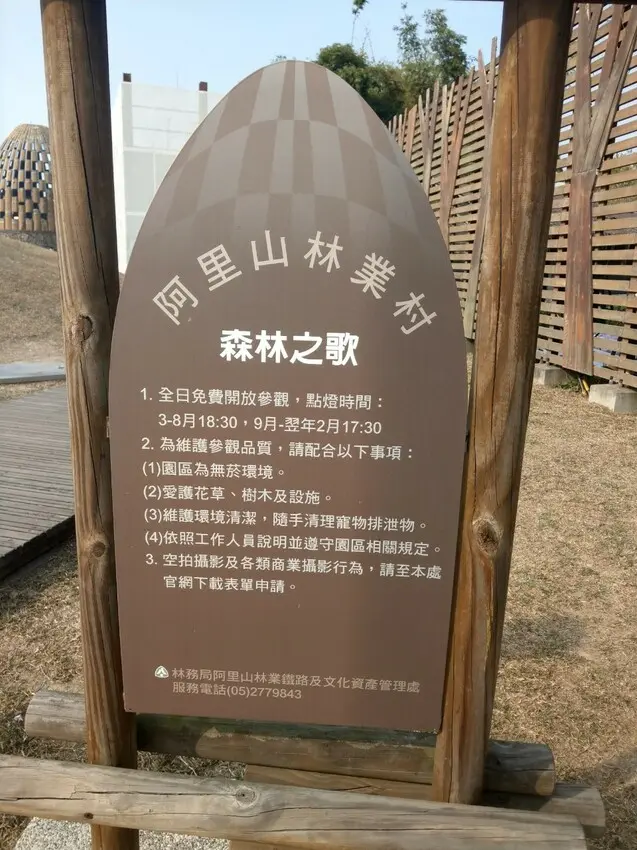 阿里山林業村
森林之歌
1. 全日免費開放參觀，點燈時間：
3-8月18:30，9月-翌年2月17:30
2. 為維護參觀品質，請配合以下事項：
(1)園區為無菸環境。
(2)愛護花草、樹木及設施。
(3)維護環境清潔，隨手清理寵物排泄物。
(4)依照工作人員說明並遵守園區相關規定。
3. 空拍攝影及各類商業攝影行為，請至本處
官網下載表單申請。
林務局阿里山林業鐵路及文化資產管理處
服務電話(05)2779843